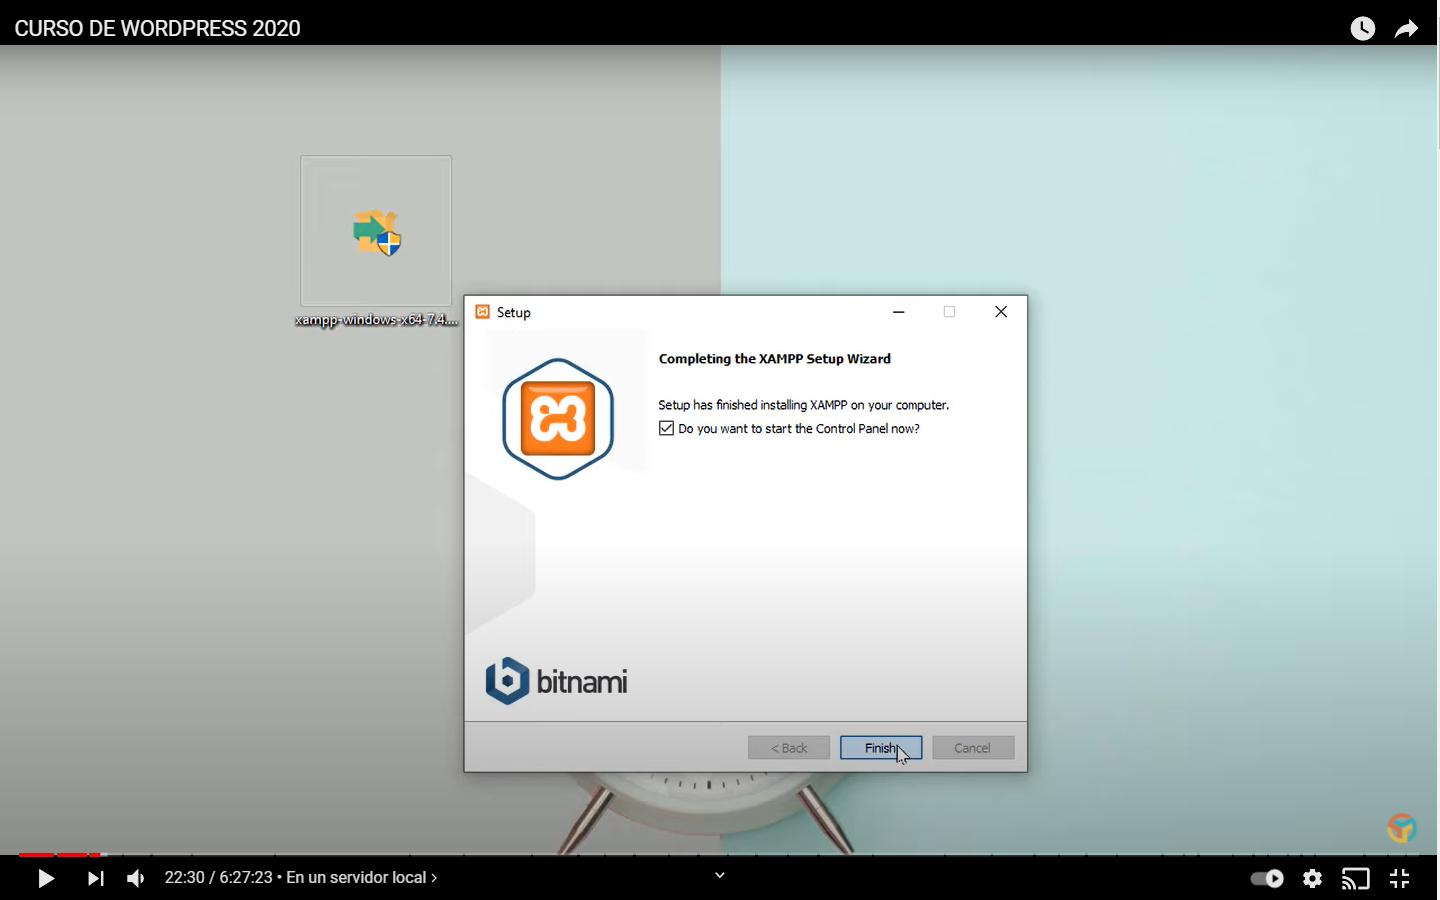 CURSO DE WORDPRESS 2020
xampp-windows-x64-7.4....
Setup
Completing the XAMPP Setup Wizard
Setup has finished installing XAMPP on your computer.
Do you want to start the Control Panel now?
bitnami
< Back
Finish
Cancel
22:30 / 6:27:23 • En un servidor local ›